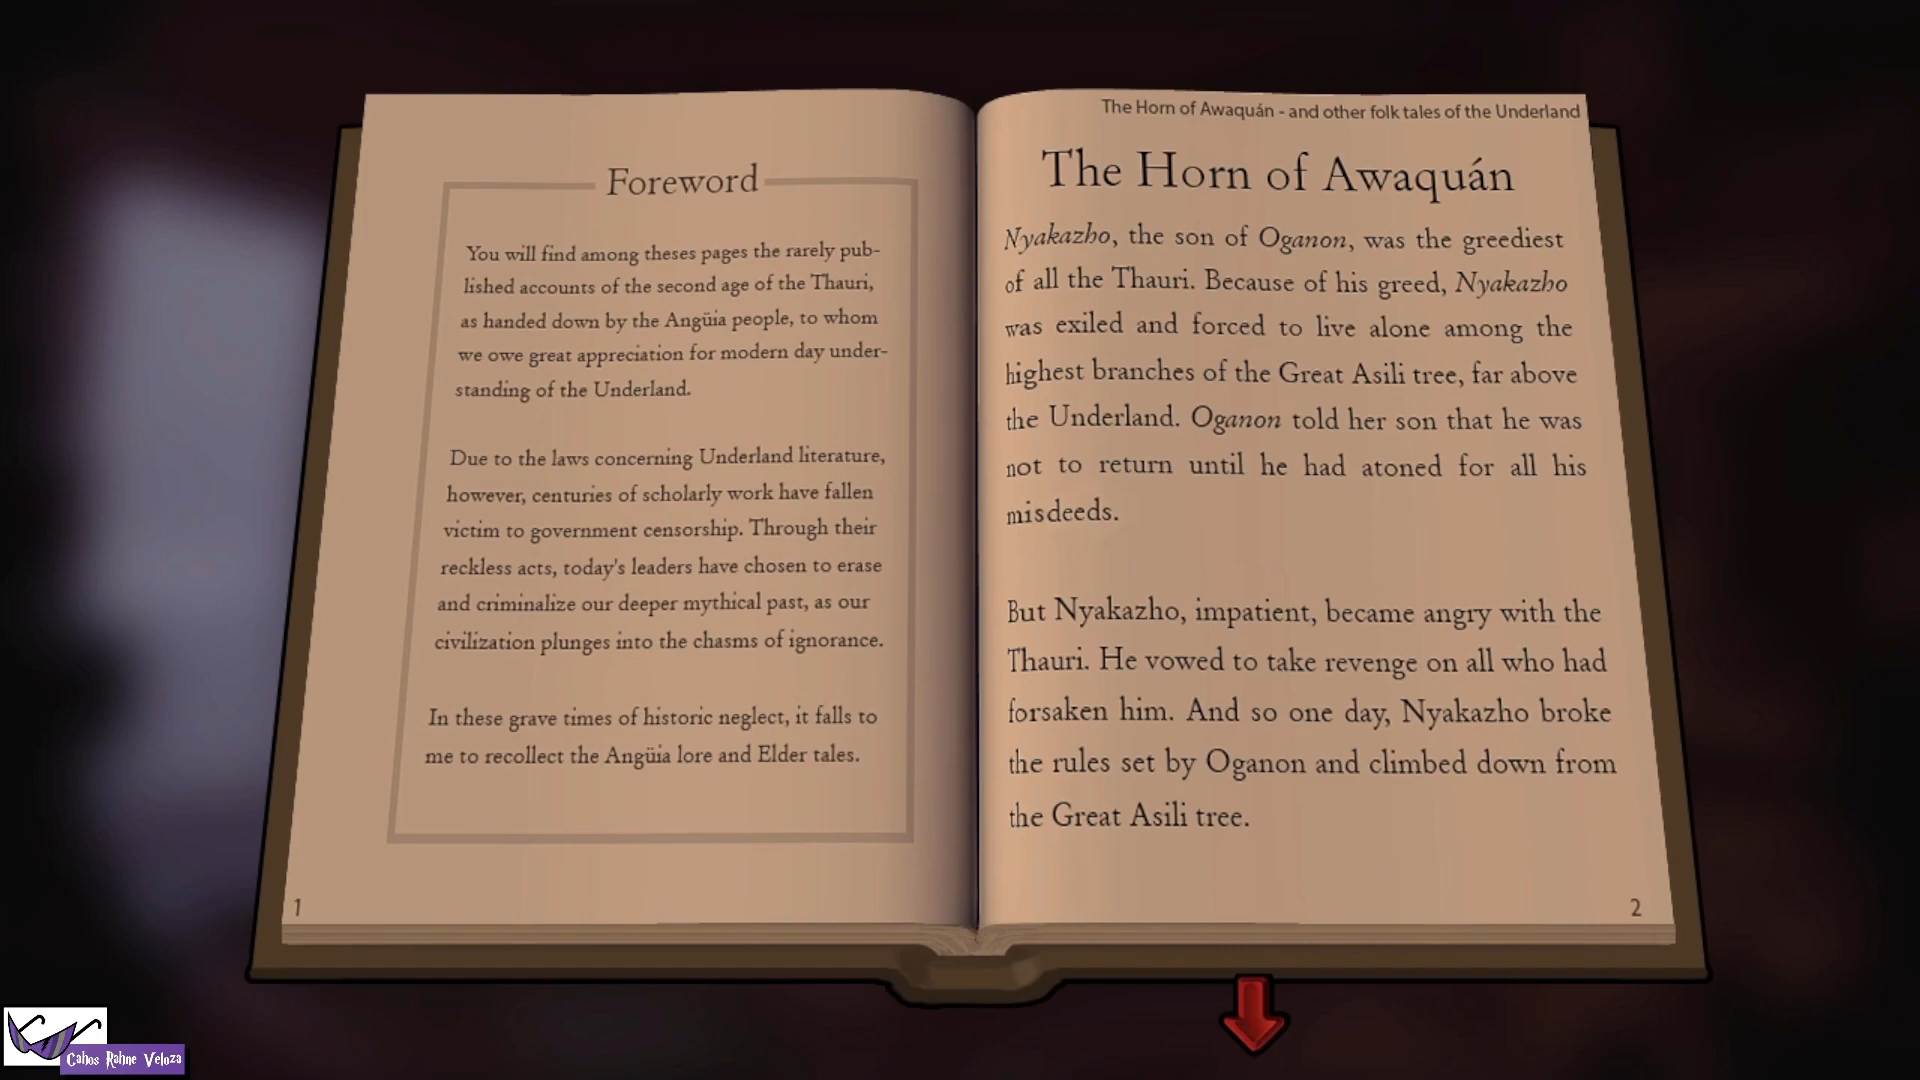 Foreword
You will find among theses pages the rarely pub-
lished accounts of the second age of the Thauri,
as handed down by the Angüia people, to whom
we owe great appreciation for modern day under-
standing of the Underland.
Due to the laws concerning Underland literature,
however, centuries of scholarly work have fallen
victim to government censorship. Through their
reckless acts, today's leaders have chosen to erase
and criminalize our deeper mythical past, as our
civilization plunges into the chasms of ignorance.
In these grave times of historic neglect, it falls to
me to recollect the Angüia lore and Elder tales.
1
The Horn of Awaquán - and other folk tales of the Underland
The Horn of Awaquán
Nyakazho, the son of Oganon, was the greediest
of all the Thauri. Because of his greed, Nyakazho
was exiled and forced to live alone among the
highest branches of the Great Asili tree, far above
the Underland. Oganon told her son that he was
not to return until he had atoned for all his
misdeeds.
But Nyakazho, impatient, became angry with the
Thauri. He vowed to take revenge on all who had
forsaken him. And so one day, Nyakazho broke
the rules set by Oganon and climbed down from
the Great Asili tree.
2
Cahos Rahne Veloza